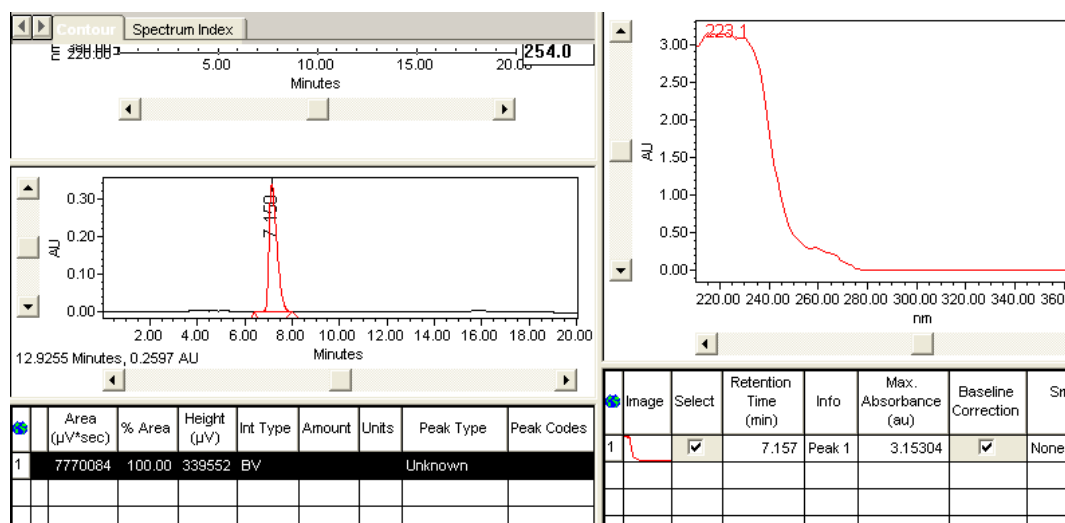 Contour Spectrum Index
nm 220.00
254.0
5.00 10.00 15.00
Minutes
0.30
0.20
0.10
0.00
AU
7.150
2.00 4.00 6.00 8.00 10.00 12.00 14.00 16.00 18.00 20.00
Minutes
12.9255 Minutes, 0.2597 AU
Area (µV*sec) % Area Height (µV) Int Type Amount Units Peak Type Peak Codes
1 7770084 100.00 339552 BV Unknown
223.1
3.00
2.50
2.00
1.50
1.00
0.50
0.00
AU
220.00 240.00 260.00 280.00 300.00 320.00 340.00
nm
Image Select Retention Time (min) Info Max. Absorbance (au) Baseline Correction
1 7.157 Peak 1 3.15304 None